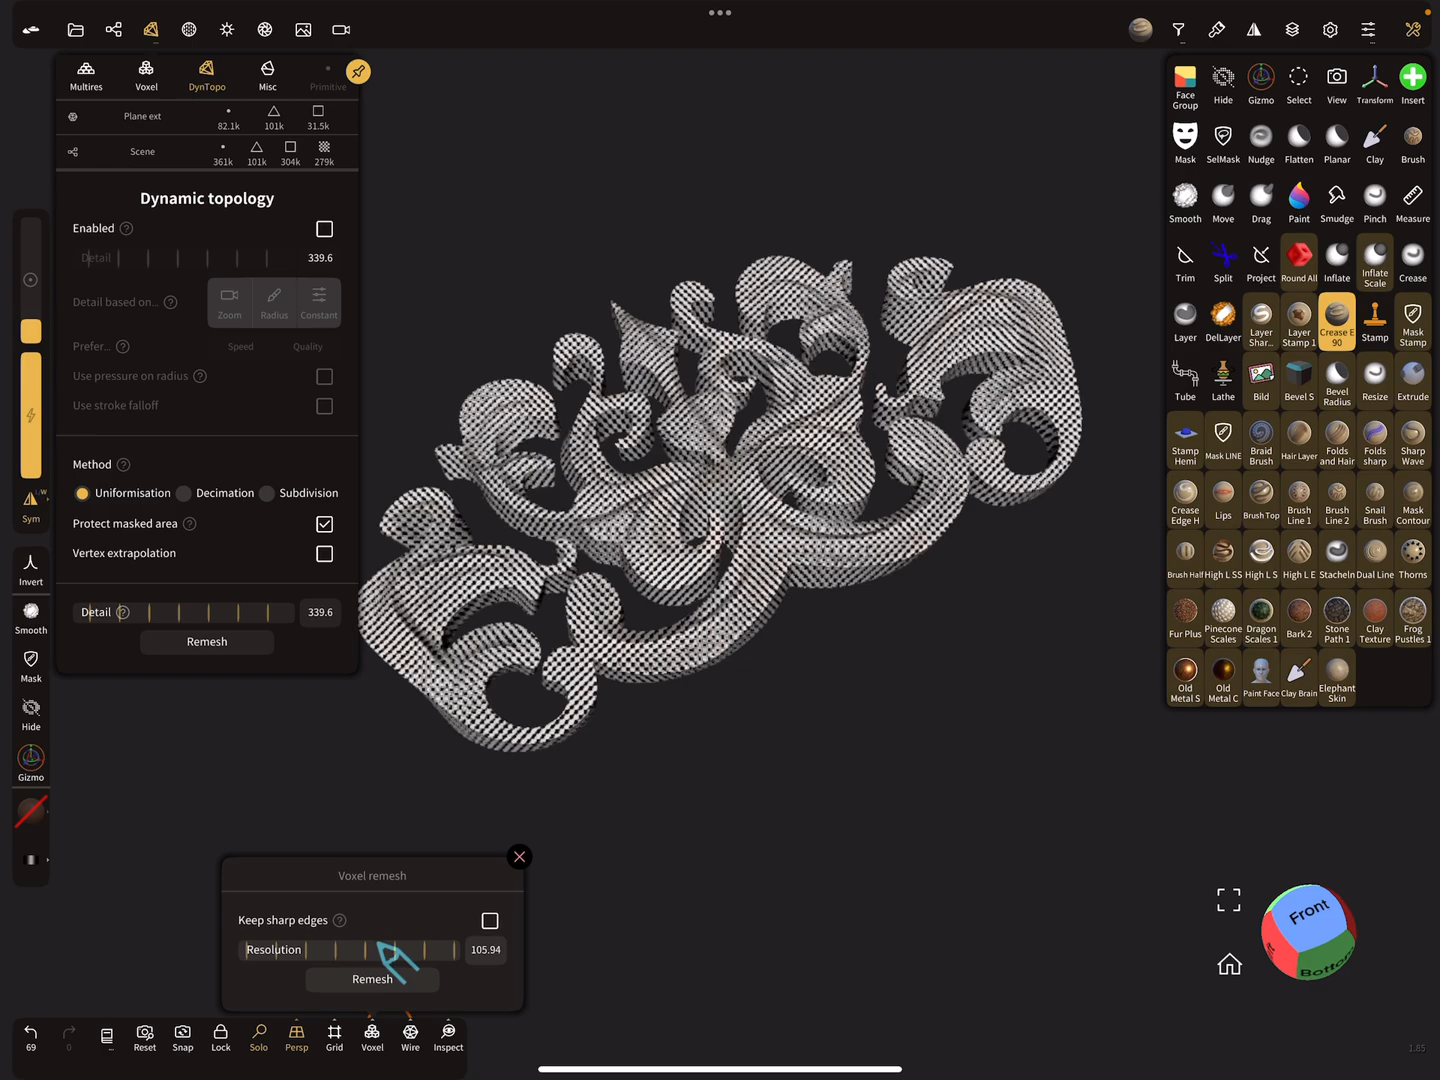 Multires
Voxel
DynTopo
Misc
Primitive
Plane ext
82.1k
101k
31.5k
Scene
361k
101k
304k
279k
Dynamic topology
Enabled ?
Detail
339.6
Detail based on... ?
Zoom
Radius
Constant
Prefer... ?
Speed
Quality
Use pressure on radius ?
Use stroke falloff
Method ?
Uniformisation
Decimation
Subdivision
Protect masked area ?
Vertex extrapolation
Detail ?
339.6
Remesh
Sym
Invert
Smooth
Mask
Hide
Gizmo
Face Group
Hide
Gizmo
Select
View
Transform
Insert
Mask
SelMask
Nudge
Flatten
Planar
Clay
Brush
Smooth
Move
Drag
Paint
Smudge
Pinch
Measure
Trim
Split
Project
Round All
Inflate
Inflate Scale
Crease
Layer
DelLayer
Layer Shar...
Layer Stamp 1
Crease E 90
Stamp
Mask Stamp
Tube
Lathe
Bild
Bevel S
Bevel Radius
Resize
Extrude
Stamp Hemi
Mask LINE
Braid Brush
Hair Layer
Folds and Hair
Folds sharp
Sharp Wave
Crease Edge H
Lips
Brush Top
Brush Line 1
Brush Line 2
Snail Brush
Mask Contour
Brush Half
High L SS
High L S
High L E
Stacheln
Dual Line
Thorns
Fur Plus
Pinecone Scales
Dragon Scales 1
Bark 2
Stone Path 1
Clay Texture
Frog Pustles 1
Old Metal S
Old Metal C
Paint Face
Clay Brain
Elephant Skin
Voxel remesh
Keep sharp edges ?
Resolution
105.94
Remesh
Front
Bottom
69
0
...
Reset
Snap
Lock
Solo
Persp
Grid
Voxel
Wire
Inspect
1.85